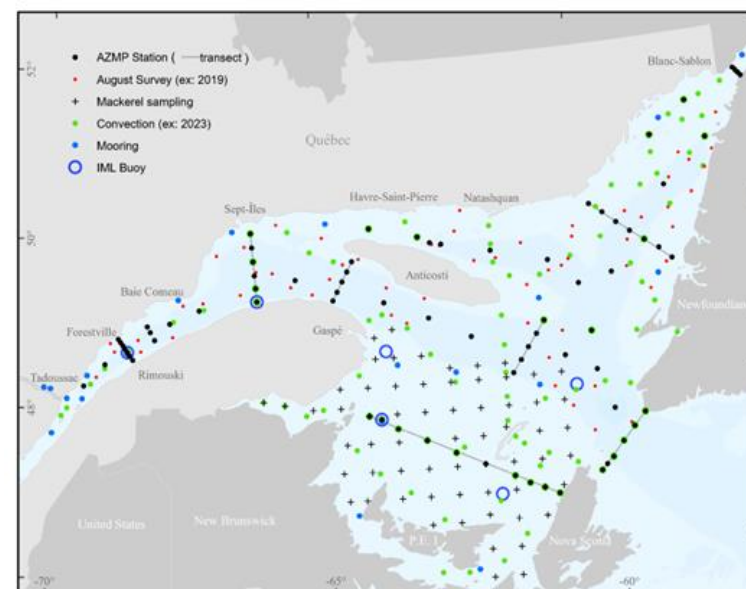 52°
Blanc-Sablon
AZMP Station ( — transect )
August Survey (ex: 2019)
Mackerel sampling
Convection (ex: 2023)
Mooring
IML Buoy
Québec
Havre-Saint-Pierre
Natashquan
Sept-Îles
50°
Anticosti
Baie Comeau
Newfoundland
Forestville
Gaspé
Tadoussac
Rimouski
48°
United States
New Brunswick
P.E.I.
Nova Scotia
-70°
-65°
-60°